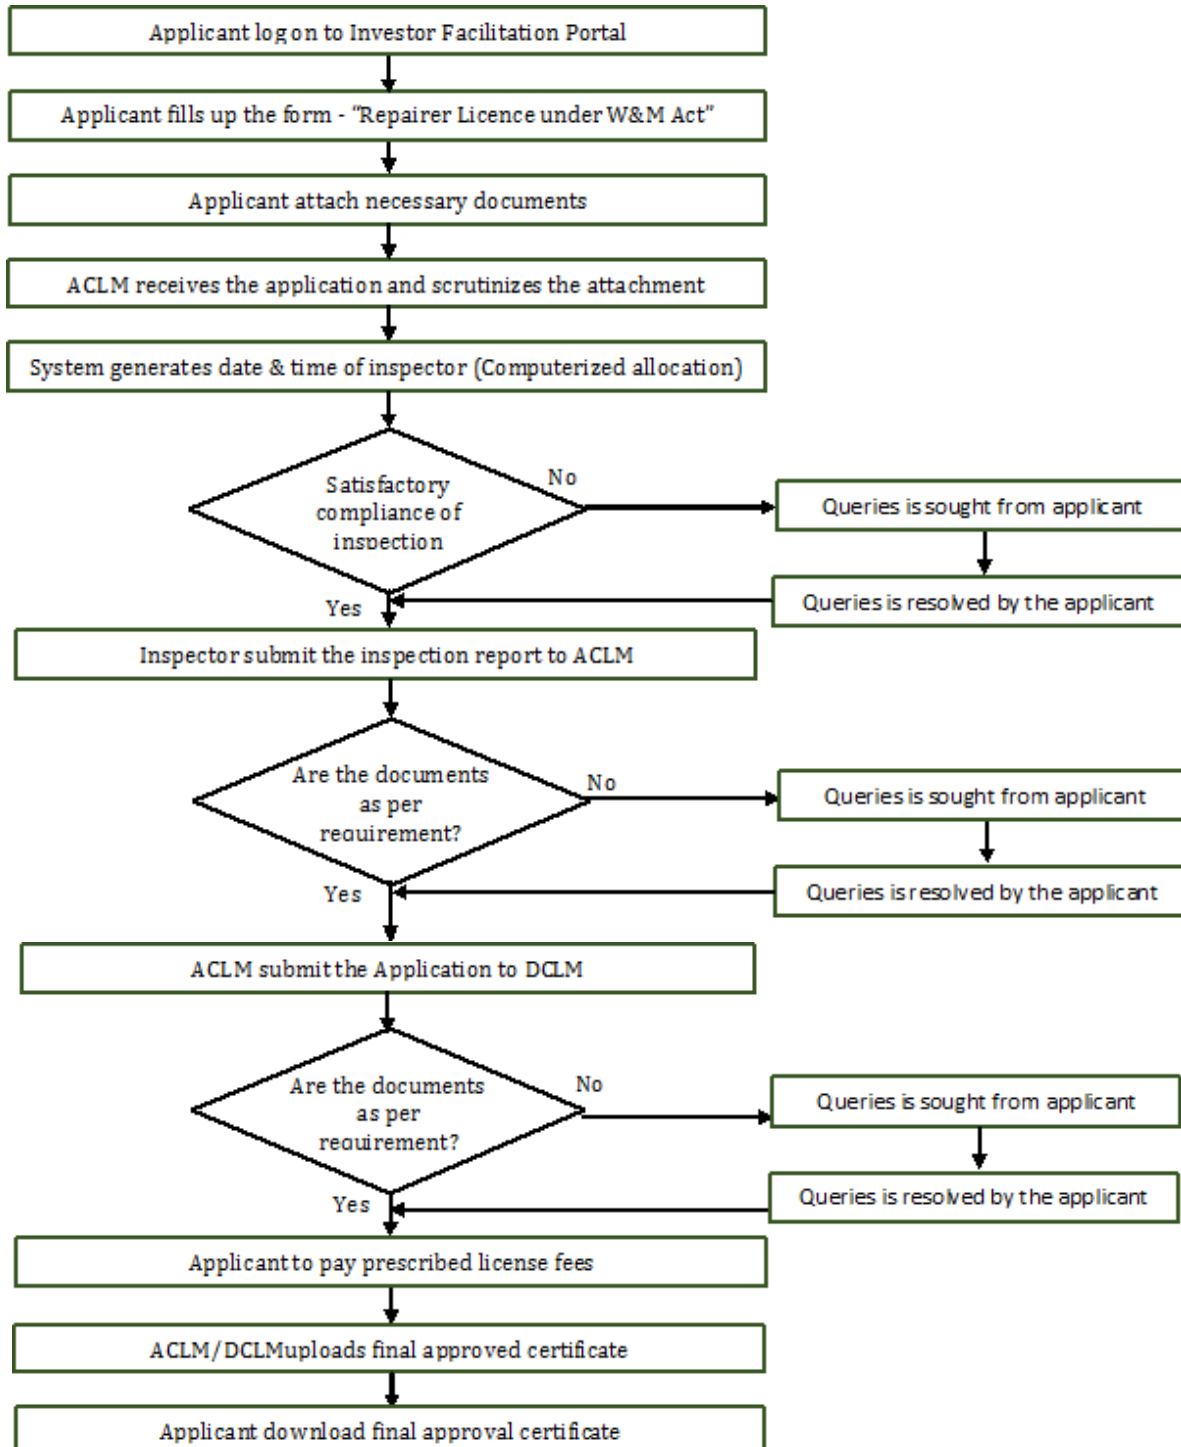 Applicant log on to Investor Facilitation Portal
Applicant fills up the form - “Repairer Licence under W&M Act”
Applicant attach necessary documents
ACLM receives the application and scrutinizes the attachment
System generates date & time of inspector (Computerized allocation)
Satisfactory
compliance of
inspection
No
Queries is sought from applicant
Queries is resolved by the applicant
Yes
Inspector submit the inspection report to ACLM
Are the documents
as per
requirement?
No
Queries is sought from applicant
Queries is resolved by the applicant
Yes
ACLM submit the Application to DCLM
Are the documents
as per
requirement?
No
Queries is sought from applicant
Queries is resolved by the applicant
Yes
Applicant to pay prescribed license fees
ACLM/DCLM uploads final approved certificate
Applicant download final approval certificate